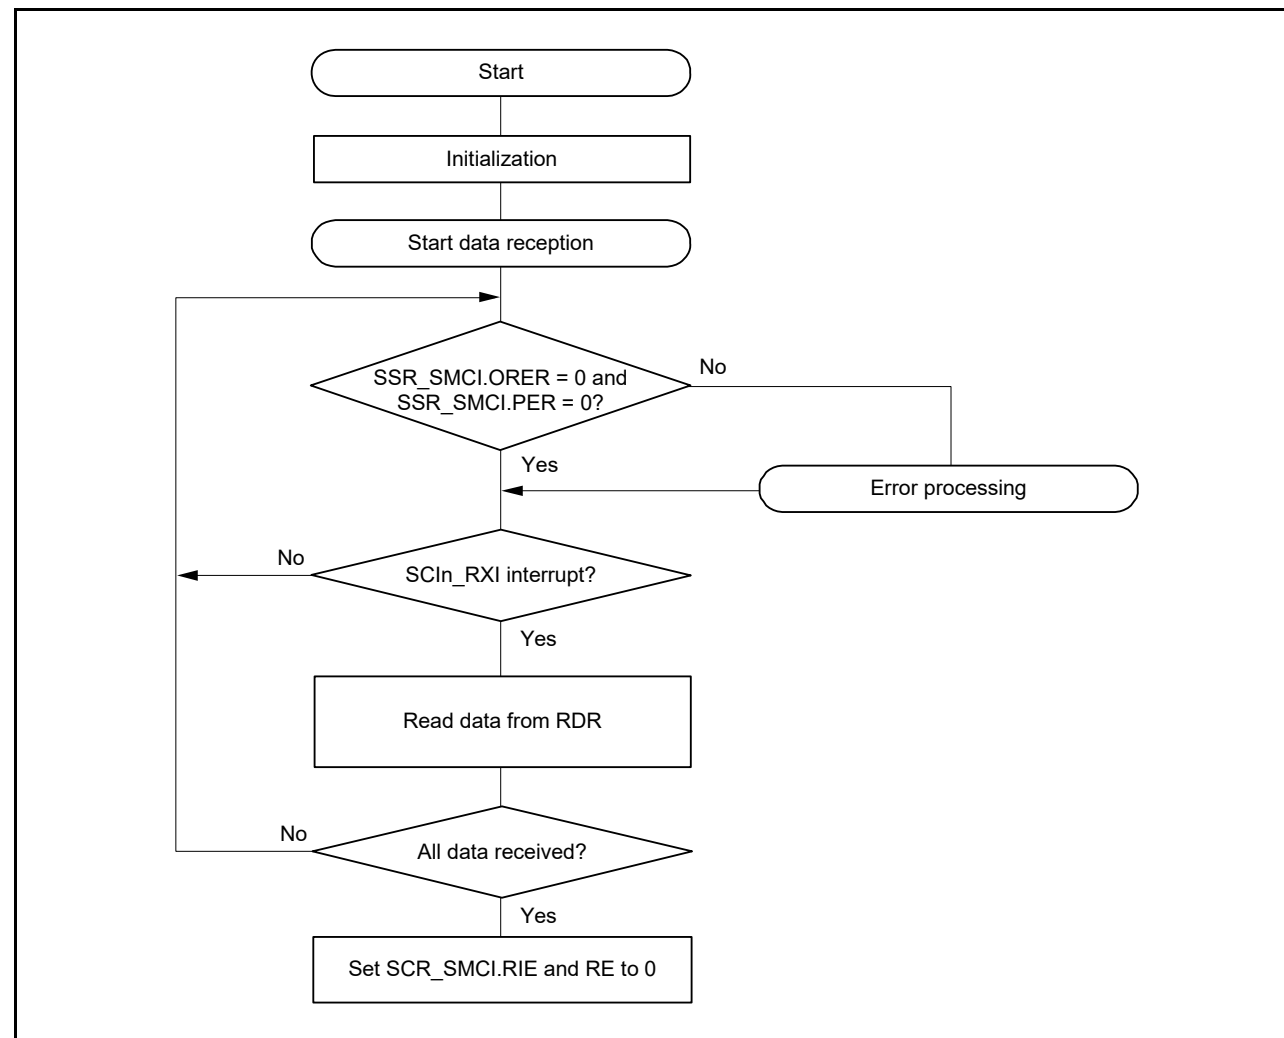 Start
Initialization
Start data reception
No
SSR_SMCI.ORER = 0 and
SSR_SMCI.PER = 0?
Yes
Error processing
No
SCIn_RXI interrupt?
Yes
Read data from RDR
No
All data received?
Yes
Set SCR_SMCI.RIE and RE to 0